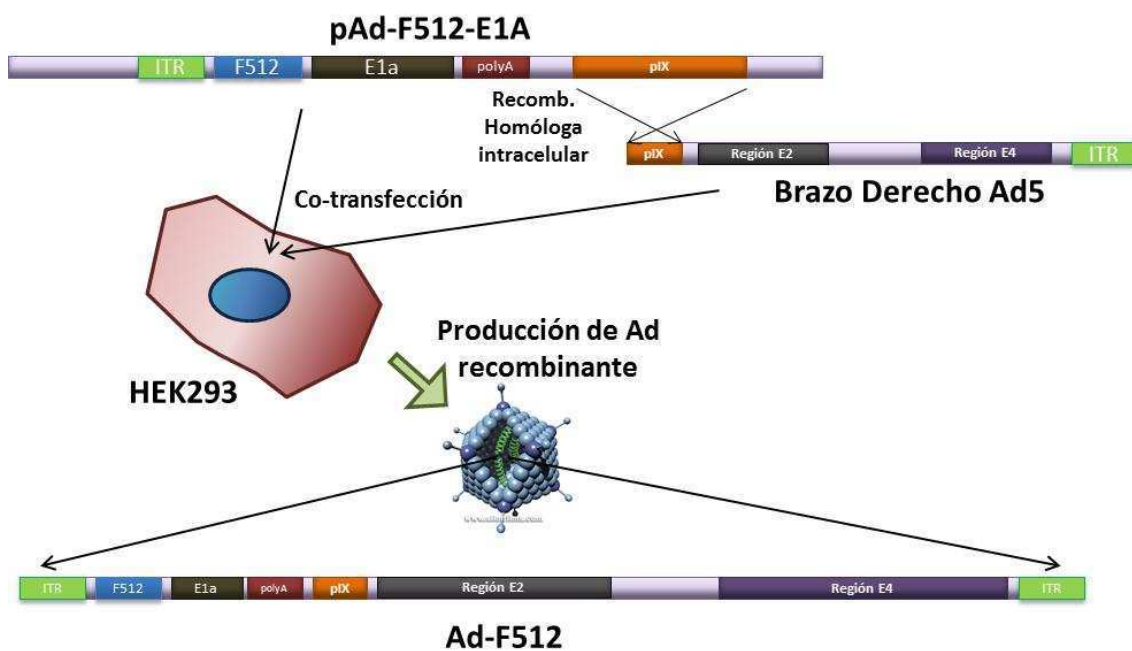 pAd-F512-E1A
ITR F512 E1a polyA pIX
Recomb.
Homóloga
intracelular
pIX Región E2 Región E4 ITR
Brazo Derecho Ad5
Co-transfección
HEK293
Producción de Ad
recombinante
ITR F512 E1a polyA pIX Región E2 Región E4 ITR
Ad-F512